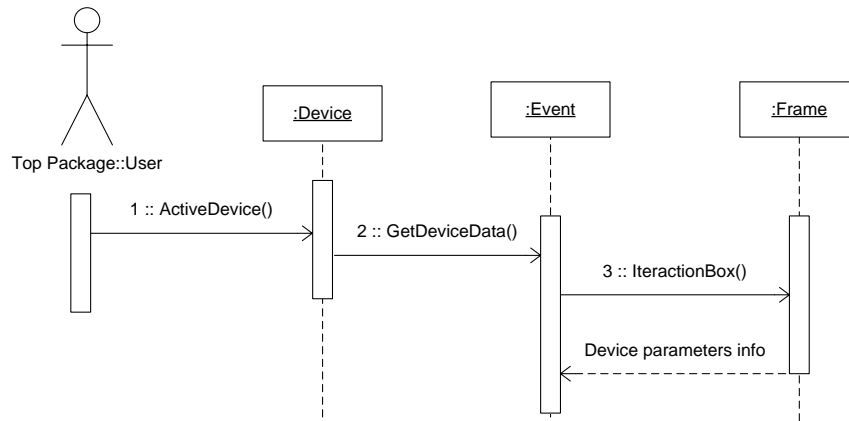 :Device
:Event
:Frame
Top Package::User
1 :: ActiveDevice()
2 :: GetDeviceData()
3 :: IteractionBox()
Device parameters info